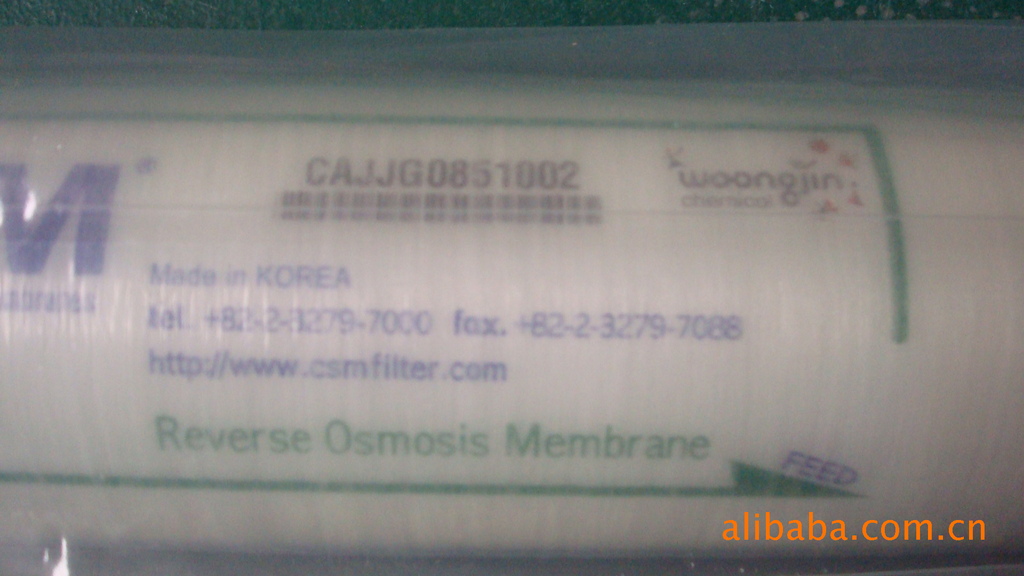 CAJJG0851002
woongjin
chemical
M®
Made in KOREA
tel. +82-2-3279-7000 fax. +82-2-3279-7088
http://www.csmfilter.com
Reverse Osmosis Membrane
FEED
alibaba.com.cn